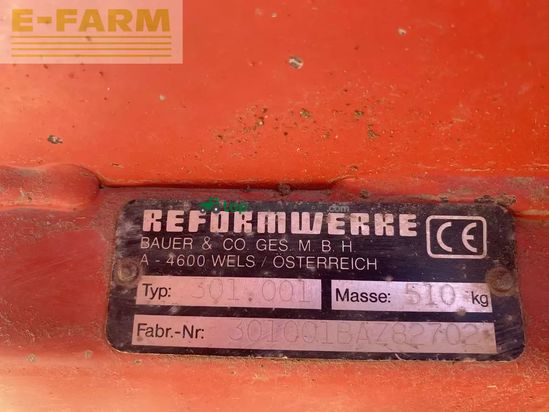 E-FARM
REFORMWERKE
BAUER & CO. GES. M. B. H.
A - 4600 WELS / ÖSTERREICH
Typ: 301.001 Masse: 510 kg
Fabr.-Nr: 301001BAZ82702
CE